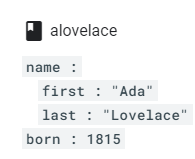 alovelace
name :
first : "Ada"
last : "Lovelace"
born : 1815